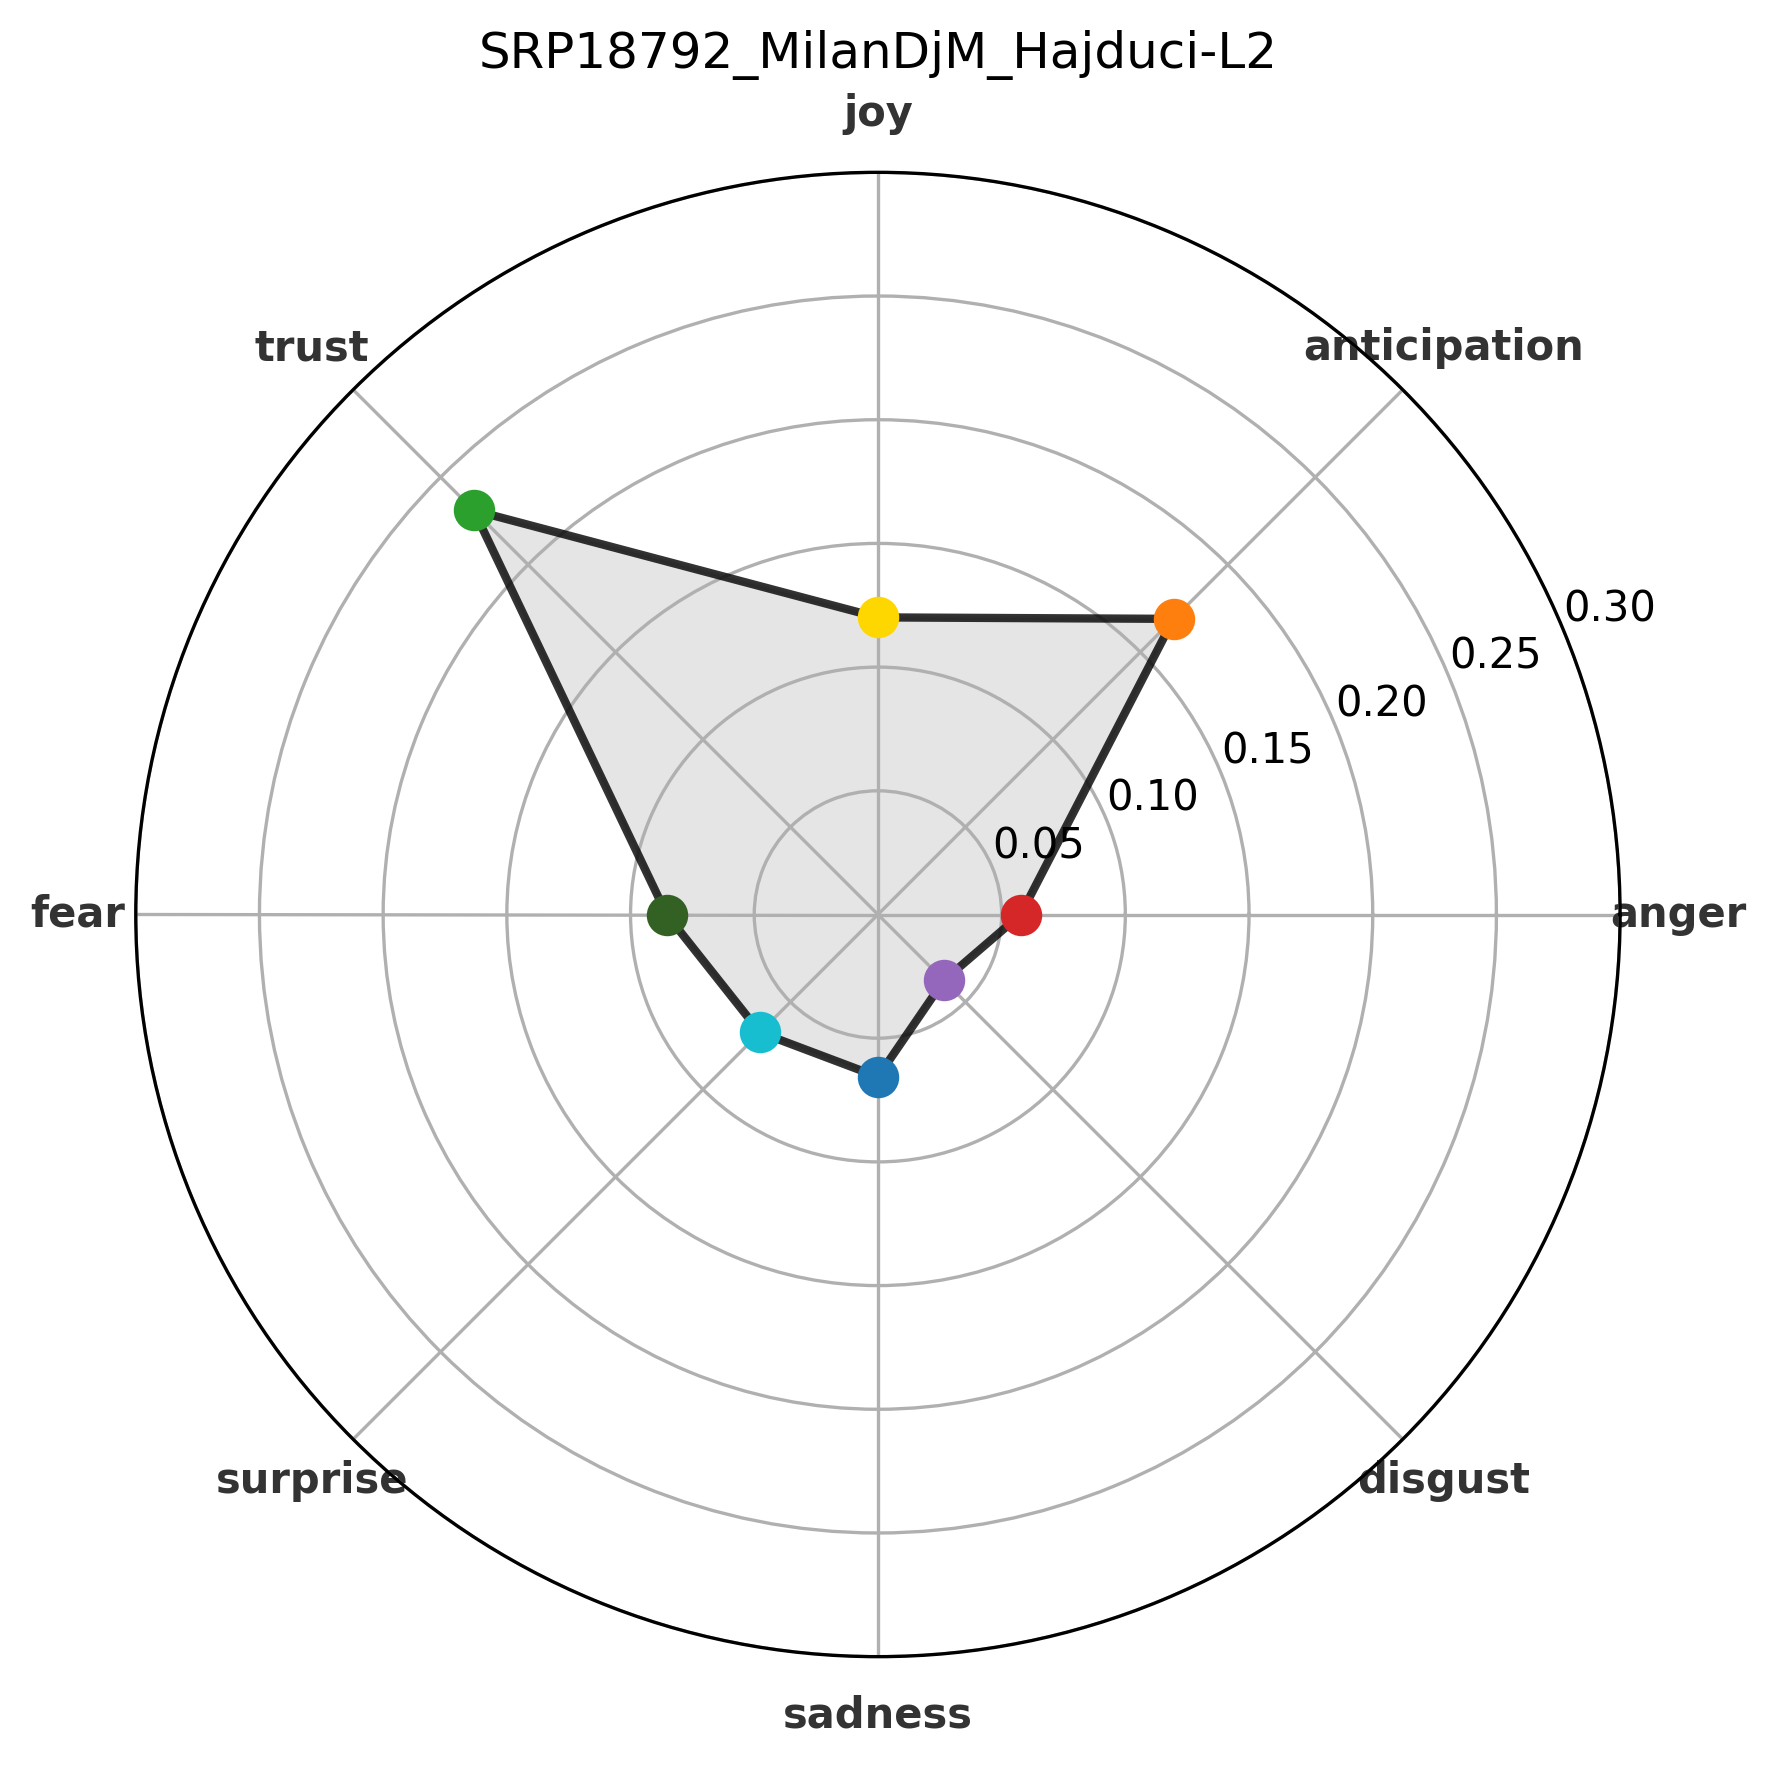 SRP18792_MilanDjM_Hajduci-L2
joy
trust
anticipation
0.30
0.25
0.20
0.15
0.10
0.05
fear
anger
surprise
disgust
sadness